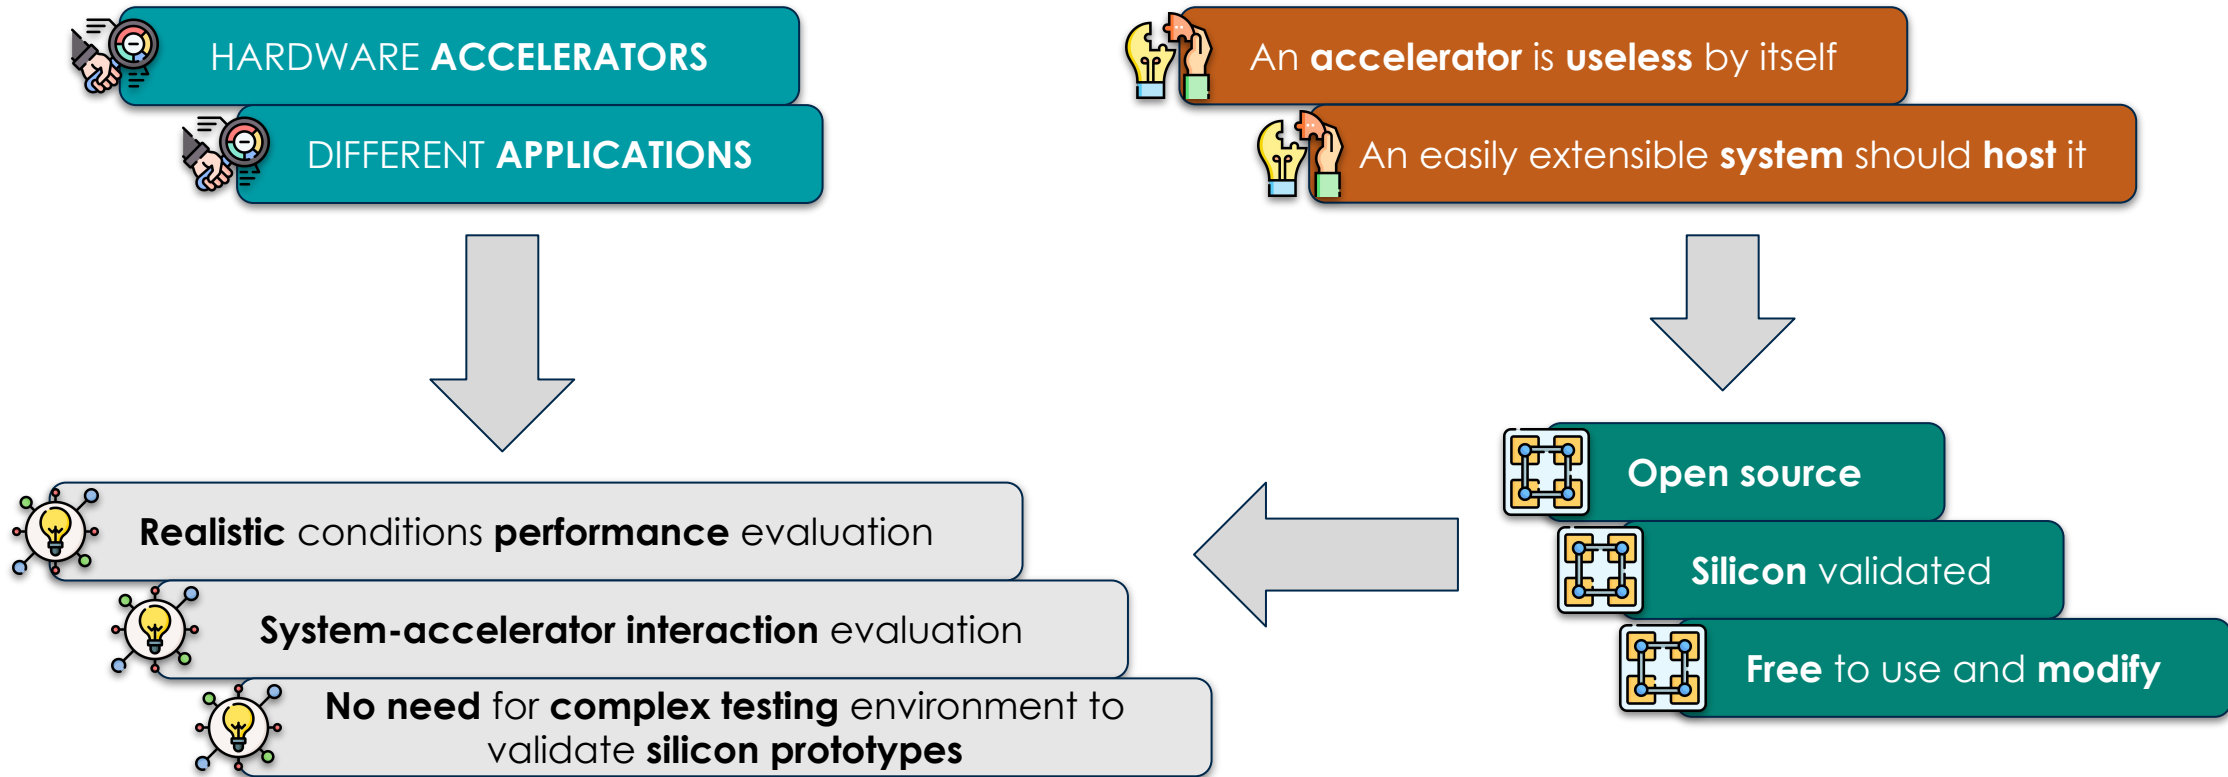 HARDWARE ACCELERATORS
DIFFERENT APPLICATIONS
An accelerator is useless by itself
An easily extensible system should host it
Open source
Silicon validated
Free to use and modify
Realistic conditions performance evaluation
System-accelerator interaction evaluation
No need for complex testing environment to
validate silicon prototypes